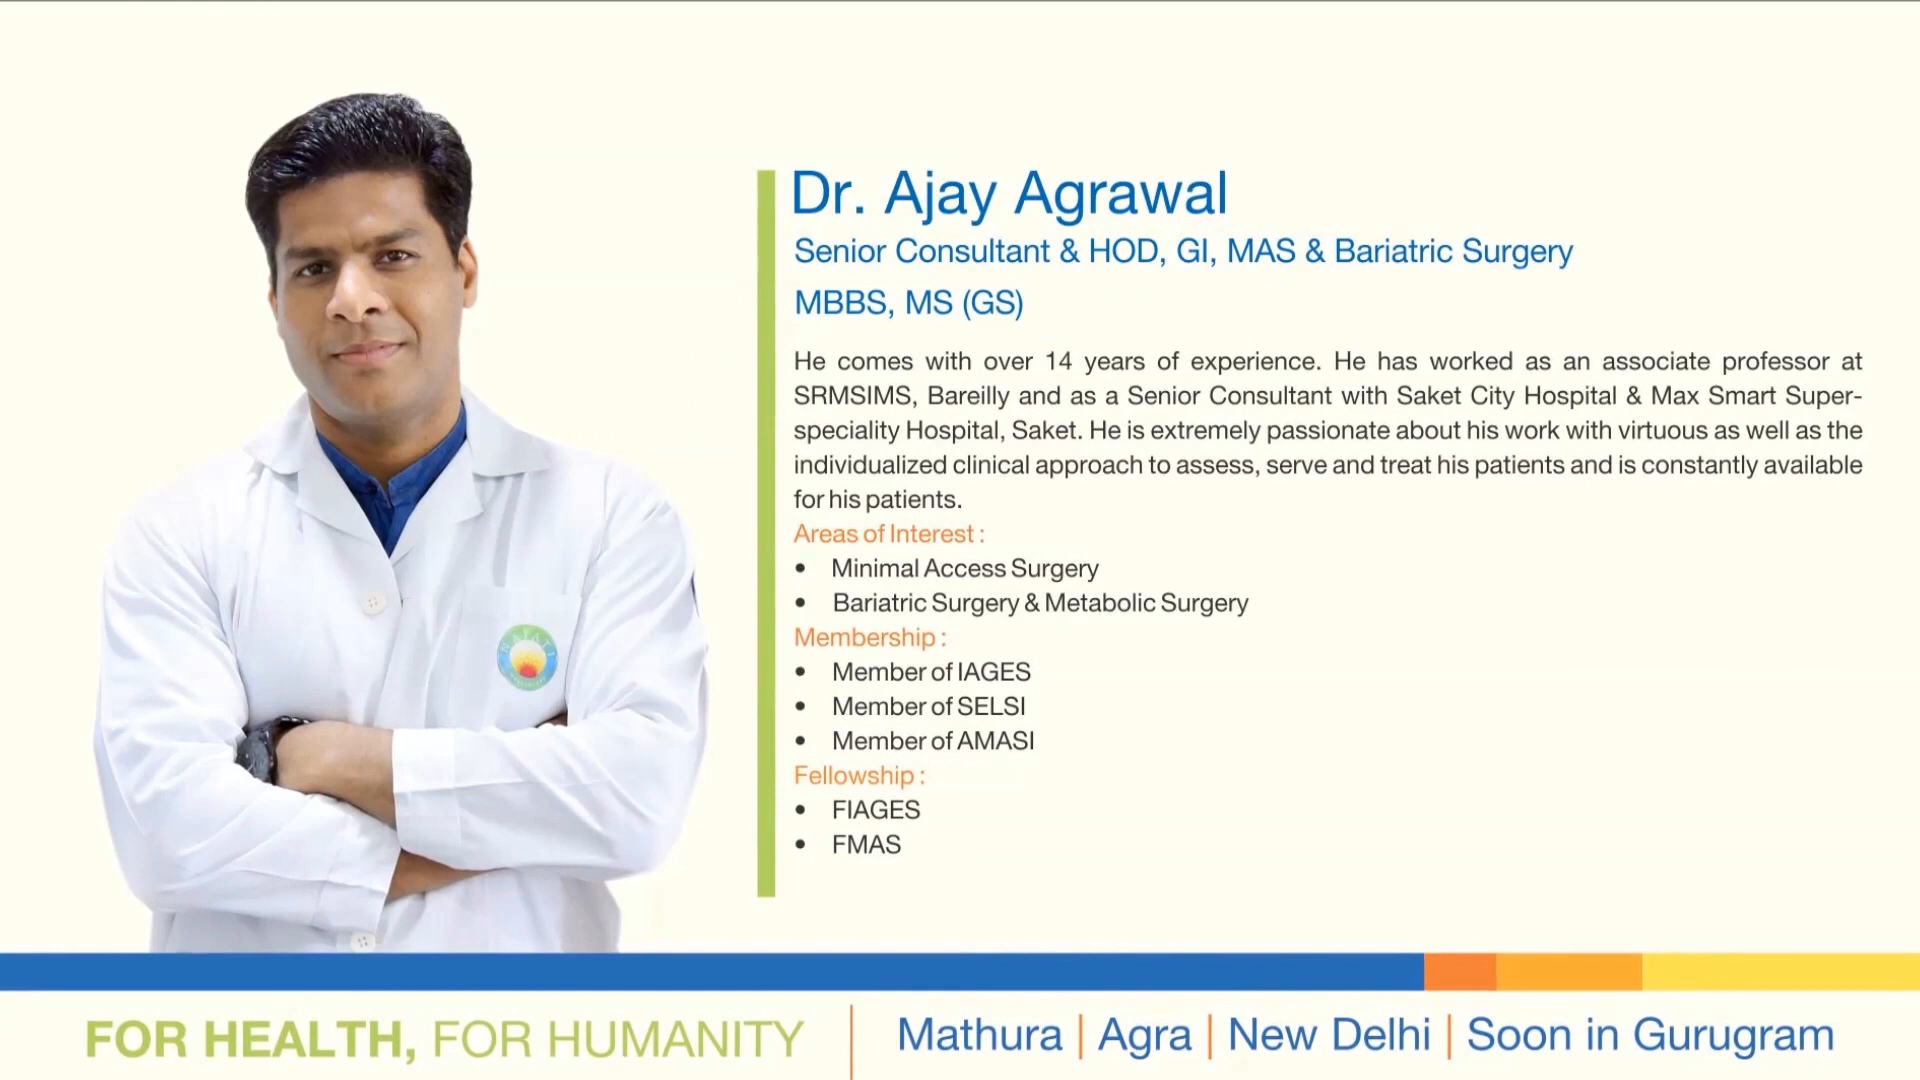 Dr. Ajay Agrawal
Senior Consultant & HOD, GI, MAS & Bariatric Surgery
MBBS, MS (GS)
He comes with over 14 years of experience. He has worked as an associate professor at
SRMSIMS, Bareilly and as a Senior Consultant with Saket City Hospital & Max Smart Super-
speciality Hospital, Saket. He is extremely passionate about his work with virtuous as well as the
individualized clinical approach to assess, serve and treat his patients and is constantly available
for his patients.
Areas of Interest :
• Minimal Access Surgery
• Bariatric Surgery & Metabolic Surgery
Membership :
• Member of IAGES
• Member of SELSI
• Member of AMASI
Fellowship :
• FIAGES
• FMAS
NAYATI
FOR HEALTH, FOR HUMANITY
Mathura | Agra | New Delhi | Soon in Gurugram